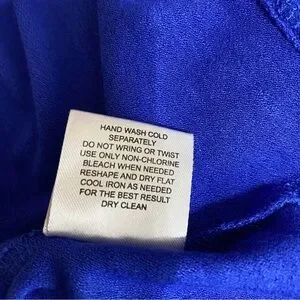 HAND WASH COLD
SEPARATELY
DO NOT WRING OR TWIST
USE ONLY NON-CHLORINE
BLEACH WHEN NEEDED
RESHAPE AND DRY FLAT
COOL IRON AS NEEDED
FOR THE BEST RESULT
DRY CLEAN